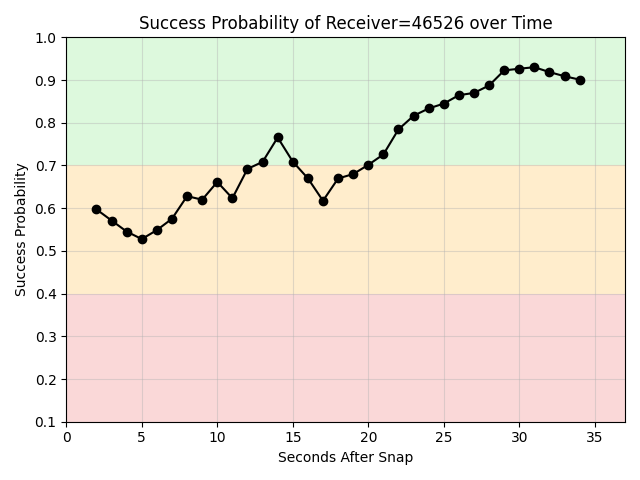 Success Probability of Receiver=46526 over Time
1.0
0.9
0.8
0.7
0.6
0.5
0.4
0.3
0.2
0.1
Success Probability
0 5 10 15 20 25 30 35
Seconds After Snap